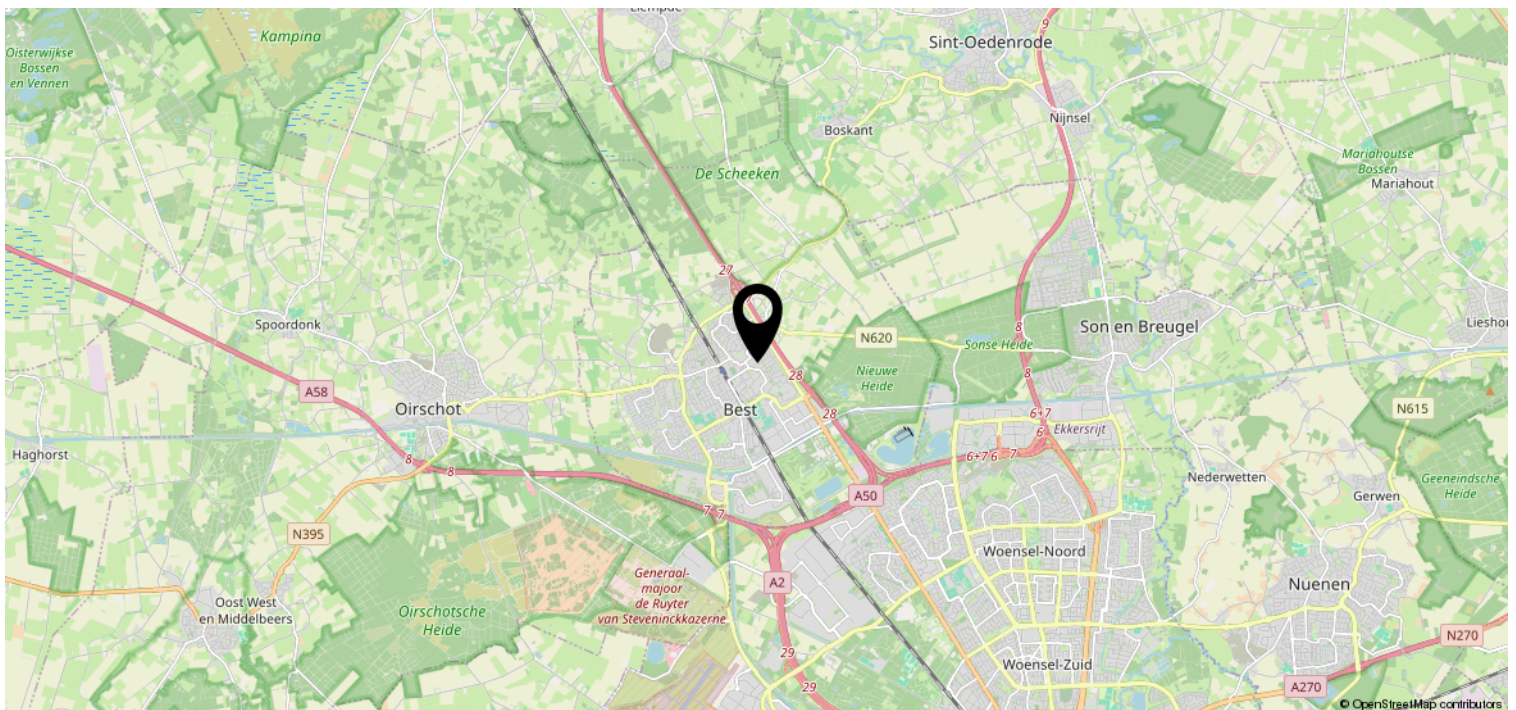 Liempde
Kampina
Sint-Oedenrode
9
Oisterwijkse
Bossen
en Vennen
Nijnsel
Boskant
Mariahoutse
Bossen
Mariahout
De Scheeken
27
Spoordonk
8
Son en Breugel
Lieshou
N620
Sonse Heide
Nieuwe
Heide
28
8
A58
Oirschot
Best
28
N615
6+7
6
Ekkersrijt
Haghorst
8
8
6+7
6
7
Nederwetten
Geeneindsche
Heide
Gerwen
A50
7
7
N395
Woensel-Noord
Generaal-
majoor
de Ruyter
van Steveninckkazerne
A2
Nuenen
Oost West
en Middelbeers
Oirschotsche
Heide
N270
29
Woensel-Zuid
29
A270
© OpenStreetMap contributors